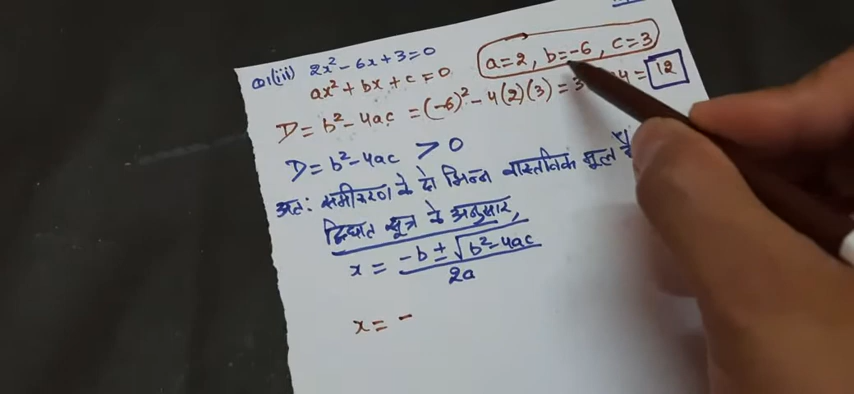 Q1(iii) 2x² - 6x + 3 = 0
ax² + bx + c = 0
a = 2, b = -6, c = 3
D = b² - 4ac = (-6)² - 4(2)(3) = 3 4 = 12
D = b² - 4ac > 0
अतः समीकरण के दो भिन्न वास्तविक मूल है
द्विघात सूत्र के अनुसार,
x = (-b ± √(b² - 4ac)) / 2a
x = -